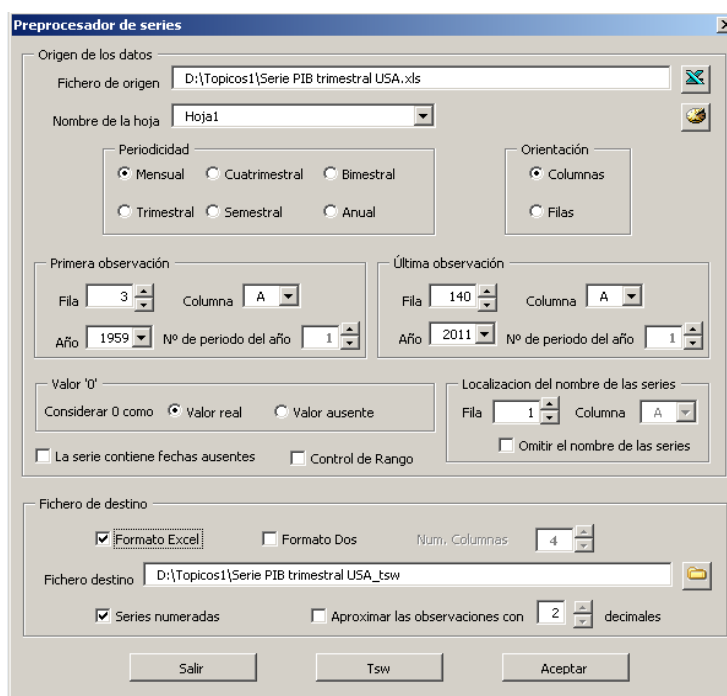 Preprocesador de series
Origen de los datos
Fichero de origen D:\Topicos1\Serie PIB trimestral USA.xls
Nombre de la hoja Hoja1
Periodicidad
Mensual Cuatrimestral Bimestral
Trimestral Semestral Anual
Orientación
Columnas
Filas
Primera observación
Fila 3 Columna A
Año 1959 Nº de periodo del año 1
Última observación
Fila 140 Columna A
Año 2011 Nº de periodo del año 1
Valor '0'
Considerar 0 como Valor real Valor ausente
Localizacion del nombre de las series
Fila 1 Columna A
Omitir el nombre de las series
La serie contiene fechas ausentes Control de Rango
Fichero de destino
Formato Excel Formato Dos Num. Columnas 4
Fichero destino D:\Topicos1\Serie PIB trimestral USA_tsw
Series numeradas Aproximar las observaciones con 2 decimales
Salir Tsw Aceptar